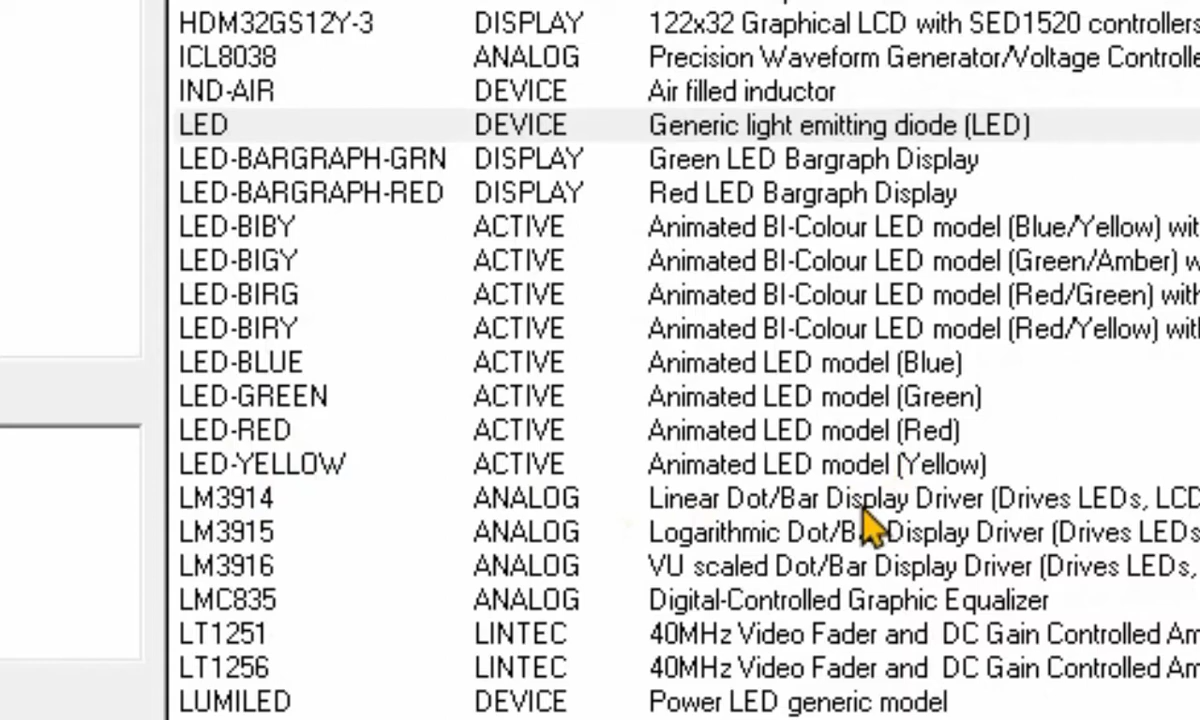 HDM32GS12Y-3 DISPLAY 122x32 Graphical LCD with SED1520 controllers
ICL8038 ANALOG Precision Waveform Generator/Voltage Controlle
IND-AIR DEVICE Air filled inductor
LED DEVICE Generic light emitting diode (LED)
LED-BARGRAPH-GRN DISPLAY Green LED Bargraph Display
LED-BARGRAPH-RED DISPLAY Red LED Bargraph Display
LED-BIBY ACTIVE Animated BI-Colour LED model (Blue/Yellow) wit
LED-BIGY ACTIVE Animated BI-Colour LED model (Green/Amber) w
LED-BIRG ACTIVE Animated BI-Colour LED model (Red/Green) with
LED-BIRY ACTIVE Animated BI-Colour LED model (Red/Yellow) with
LED-BLUE ACTIVE Animated LED model (Blue)
LED-GREEN ACTIVE Animated LED model (Green)
LED-RED ACTIVE Animated LED model (Red)
LED-YELLOW ACTIVE Animated LED model (Yellow)
LM3914 ANALOG Linear Dot/Bar Display Driver (Drives LEDs, LCD
LM3915 ANALOG Logarithmic Dot/Bar Display Driver (Drives LEDs
LM3916 ANALOG VU scaled Dot/Bar Display Driver (Drives LEDs,
LMC835 ANALOG Digital-Controlled Graphic Equalizer
LT1251 LINTEC 40MHz Video Fader and DC Gain Controlled Am
LT1256 LINTEC 40MHz Video Fader and DC Gain Controlled Am
LUMILED DEVICE Power LED generic model